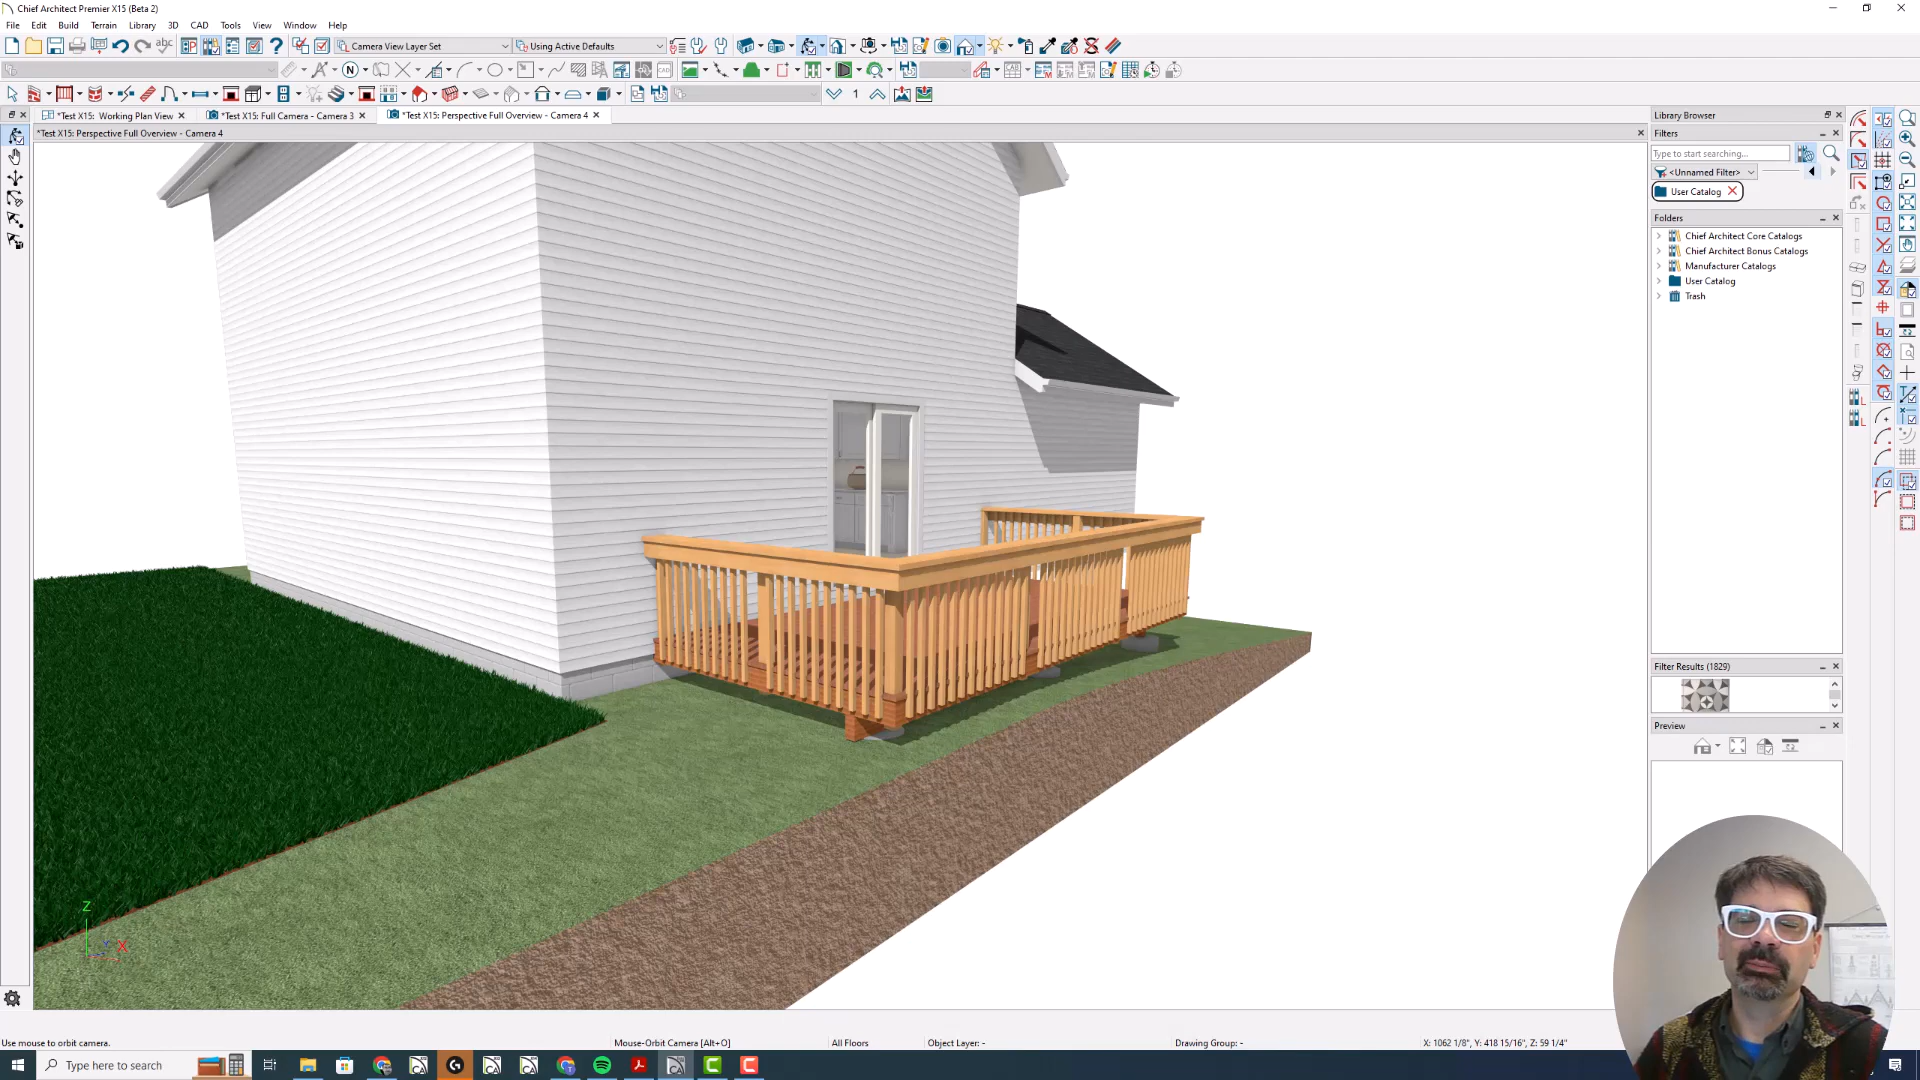 Chief Architect Premier X15 (Beta 2)
File Edit Build Terrain Library 3D CAD Tools View Window Help
Camera View Layer Set Using Active Defaults
1
*Test X15: Working Plan View *Test X15: Full Camera - Camera 3 *Test X15: Perspective Full Overview - Camera 4
*Test X15: Perspective Full Overview - Camera 4
Library Browser
Filters
Type to start searching...
<Unnamed Filter>
User Catalog
Folders
Chief Architect Core Catalogs
Chief Architect Bonus Catalogs
Manufacturer Catalogs
User Catalog
Trash
Filter Results (1829)
Preview
Z
Y X
Use mouse to orbit camera. Mouse-Orbit Camera [Alt+O] All Floors Object Layer: - Drawing Group: - X: 1062 1/8", Y: 418 15/16", Z: 59 1/4"
Type here to search